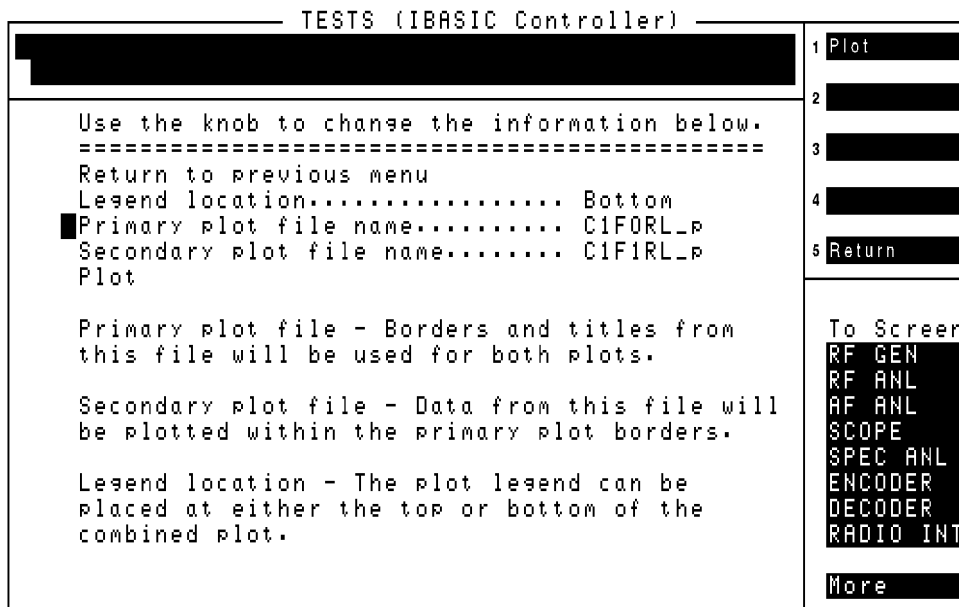 TESTS (IBASIC Controller)
1 Plot
2
Use the knob to change the information below.
=============================================
3
Return to previous menu
Legend location................. Bottom
4
Primary plot file name.......... C1F0RL_p
Secondary plot file name........ C1F1RL_p
5 Return
Plot
Primary plot file - Borders and titles from
this file will be used for both plots.
Secondary plot file - Data from this file will
be plotted within the primary plot borders.
Legend location - The plot legend can be
placed at either the top or bottom of the
combined plot.
To Screen
RF GEN
RF ANL
AF ANL
SCOPE
SPEC ANL
ENCODER
DECODER
RADIO INT
More